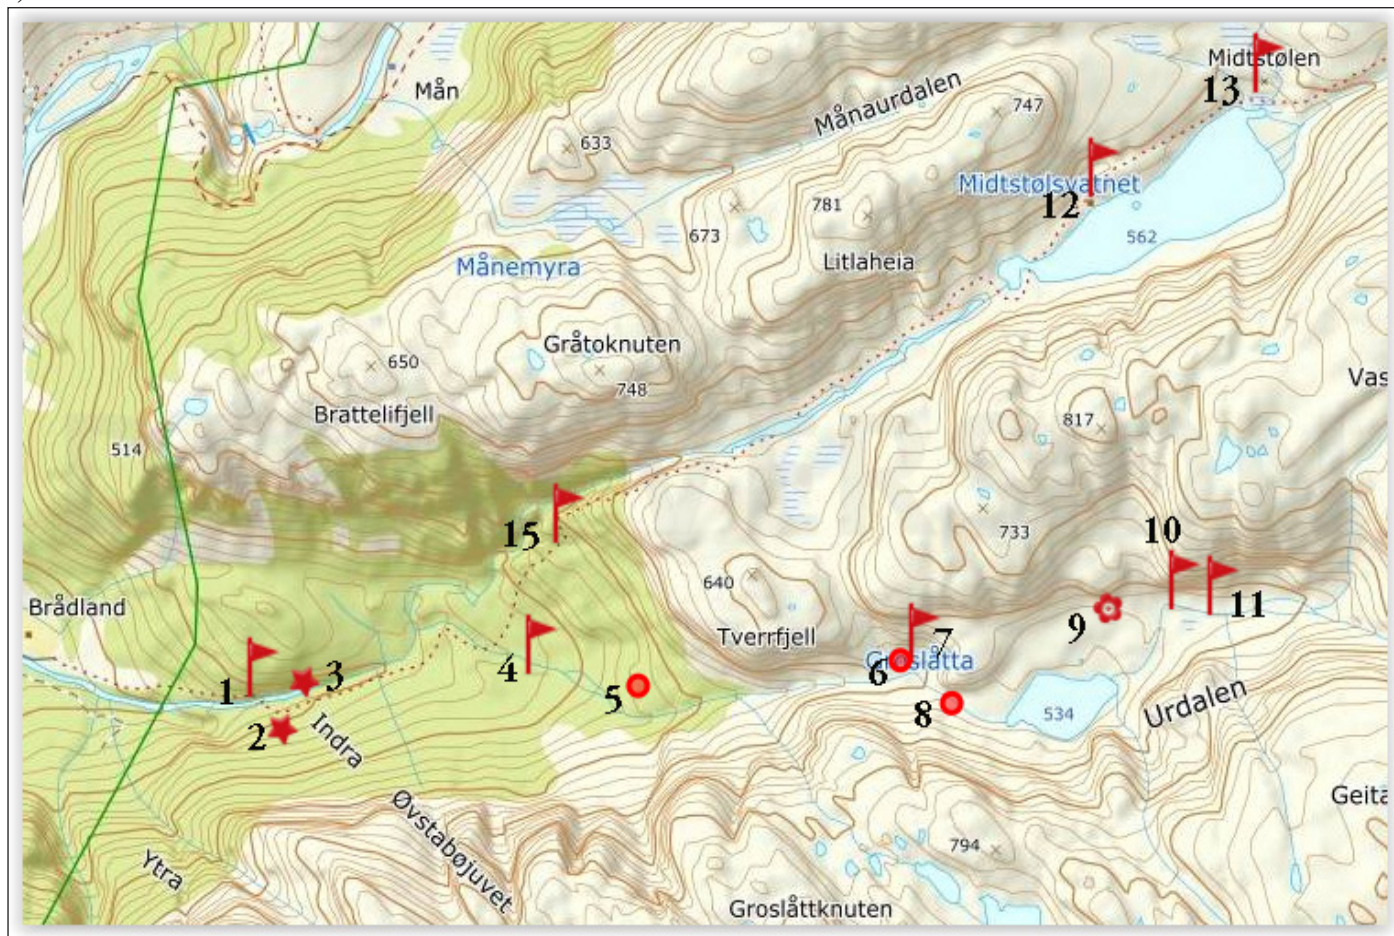 Midtstølen
13
Mån
747
Månaurdalen
633
Midtstølsvatnet
12
781
673
562
Litlaheia
Månemyra
Gråtoknuten
650
748
Vas
Brattelifjell
817
514
15
733
10
640
Brådland
9
11
Tverrfjell
7
4
6
Groslåtta
1
3
5
8
534
Urdalen
2
Indra
Geita
Øvstabøjuvet
794
Ytra
Groslåttknuten